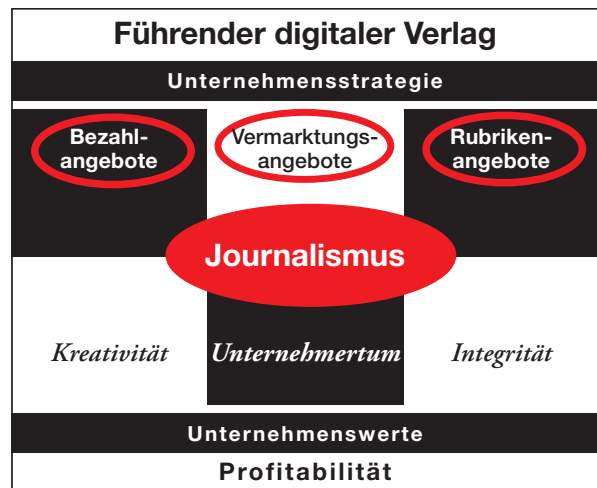 Führender digitaler Verlag
Unternehmensstrategie
Bezahl-
angebote
Vermarktungs-
angebote
Rubriken-
angebote
Journalismus
Kreativität
Unternehmertum
Integrität
Unternehmenswerte
Profitabilität